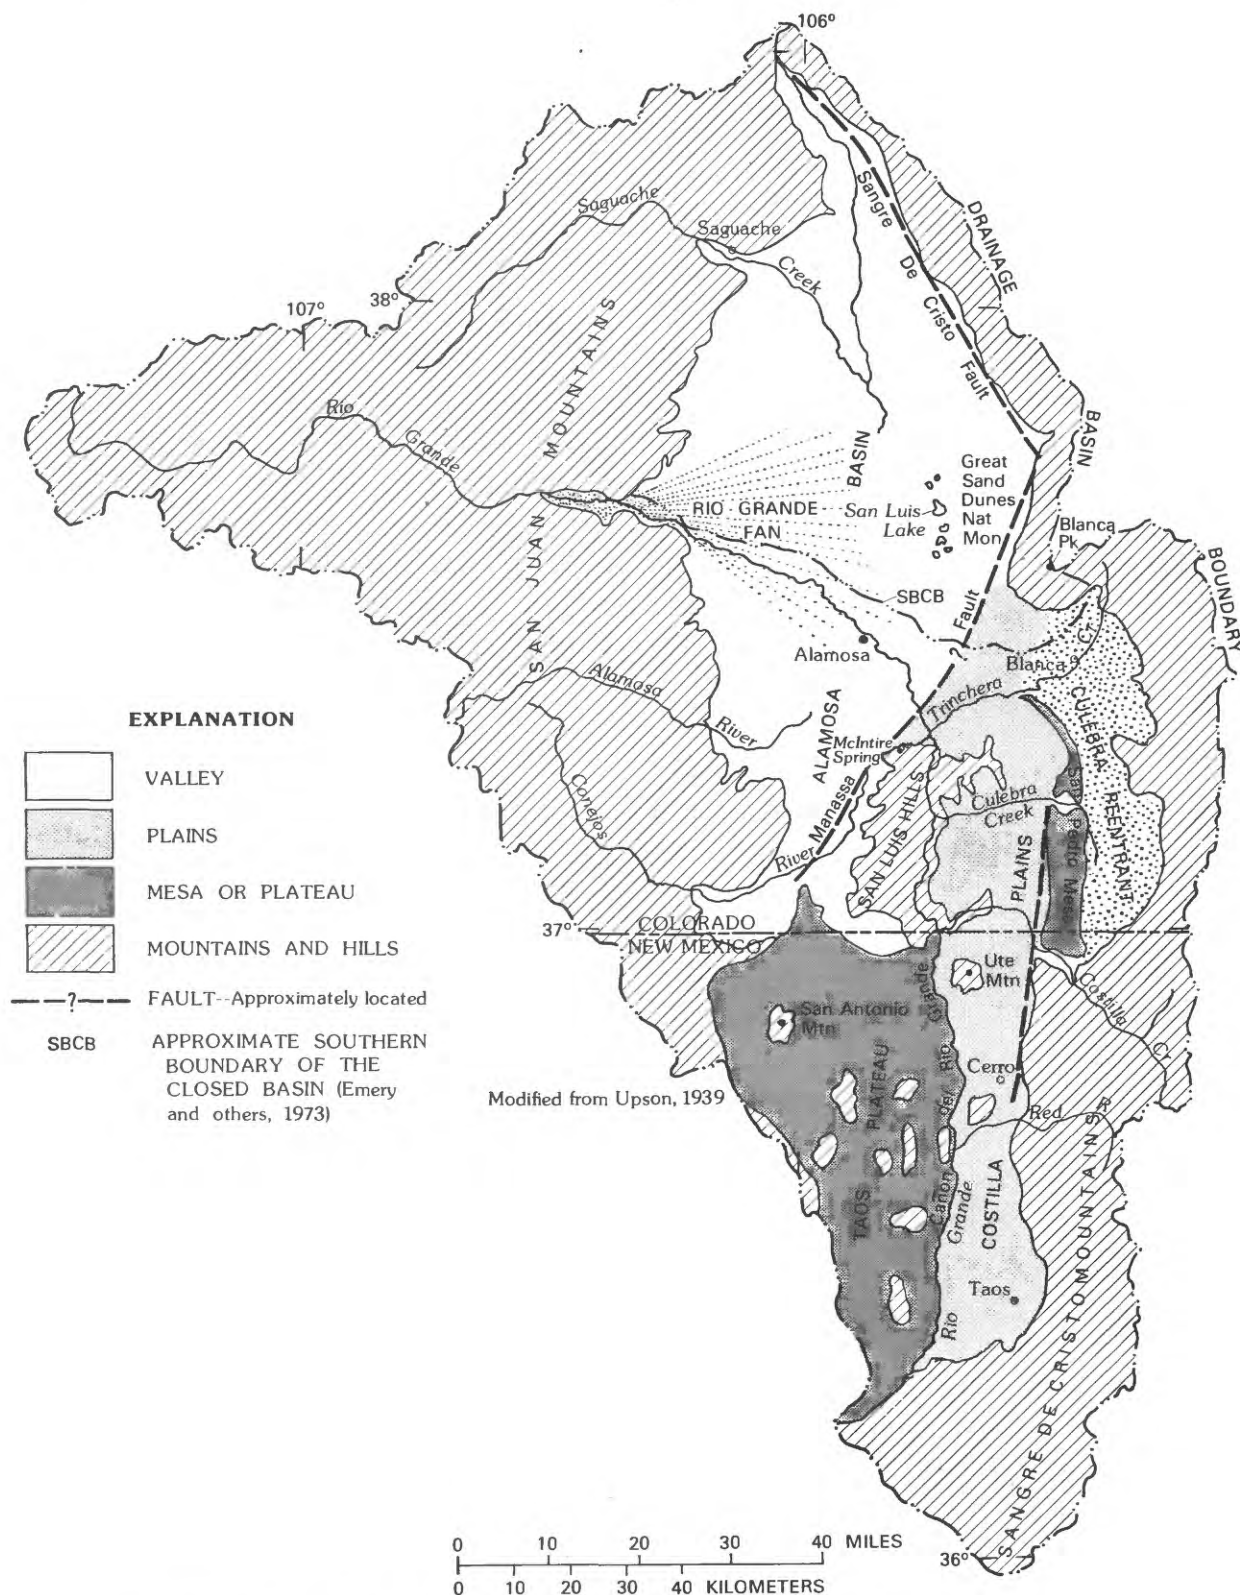 106°
Sangre De Cristo Fault
DRAINAGE
BASIN
BOUNDARY
Saguache
Saguache
Creek
38°
107°
SAN JUAN MOUNTAINS
Rio
Grande
BASIN
RIO GRANDE
FAN
San Luis
Lake
Great
Sand
Dunes
Nat
Mon
Blanca
Pk
SBCB
Fault
Alamosa
Blanca
Trinchera
Cr
Alamosa
River
ALAMOSA
McIntire
Spring
Manassa
CULEBRA
REENTRANT
San Pedro Mesa
Culebra
Creek
SAN LUIS HILLS
PLAINS
Conejos
River
37°
COLORADO
NEW MEXICO
Ute
Mtn
Costilla
Cr
San Antonio
Mtn
TAOS
PLATEAU
Cañon del Rio Grande
Cerro
Red
R
COSTILLA
Rio
Grande
Taos
SANGRE DE CRISTO MOUNTAINS
36°
EXPLANATION
VALLEY
PLAINS
MESA OR PLATEAU
MOUNTAINS AND HILLS
? FAULT--Approximately located
SBCB APPROXIMATE SOUTHERN
BOUNDARY OF THE
CLOSED BASIN (Emery
and others, 1973)
Modified from Upson, 1939
0 10 20 30 40 MILES
0 10 20 30 40 KILOMETERS